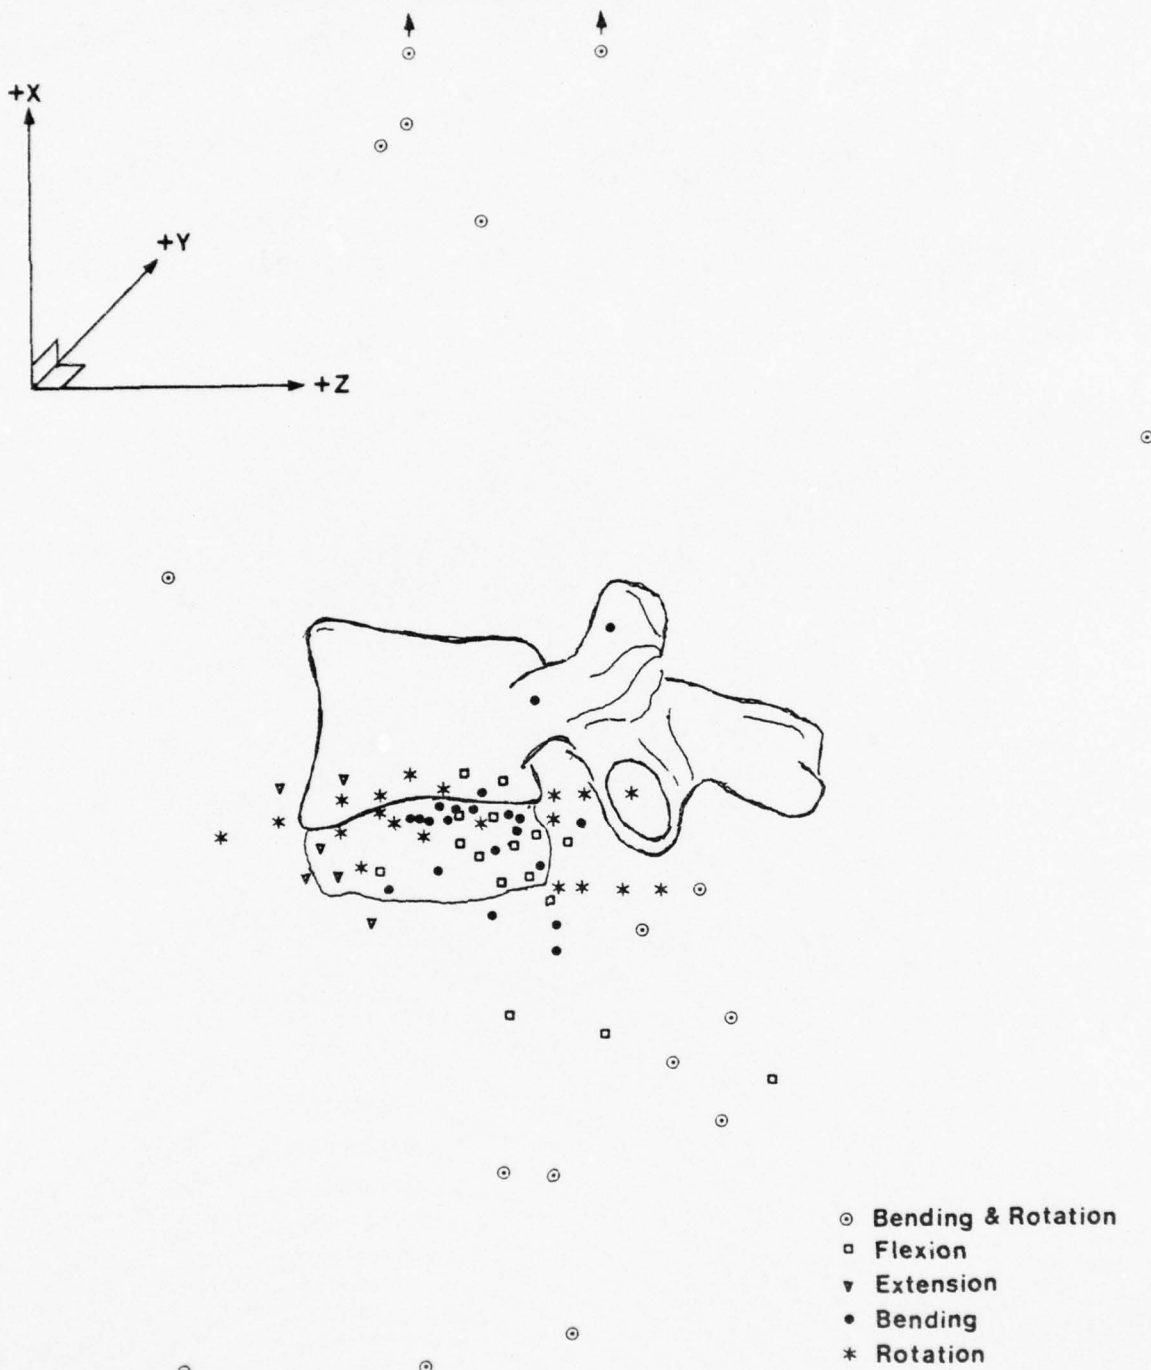 +X
+Y
+Z
Bending & Rotation
Flexion
Extension
Bending
Rotation